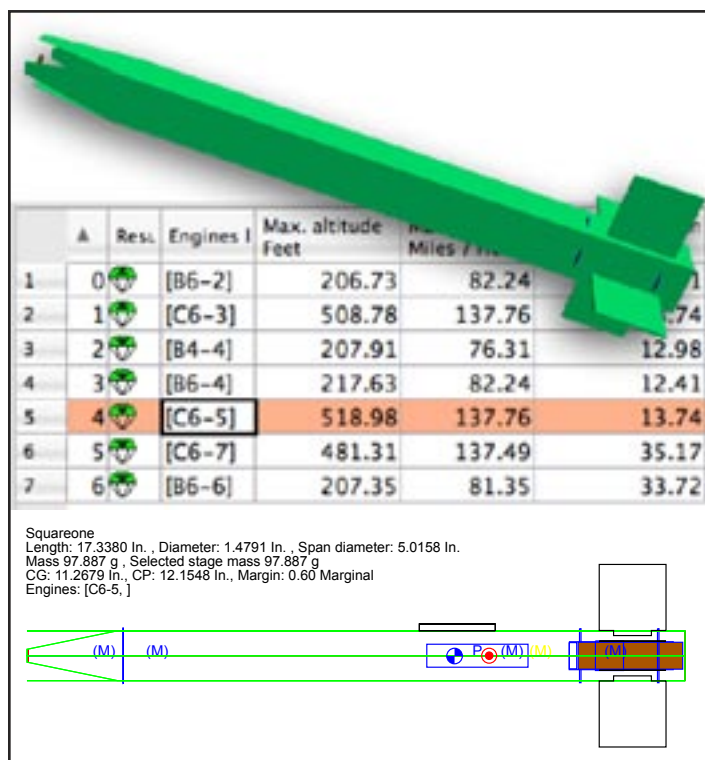 ▲ Resu Engines l Max. altitude Feet Miles /
1 0 [B6-2] 206.73 82.24
2 1 [C6-3] 508.78 137.76 .74
3 2 [B4-4] 207.91 76.31 12.98
4 3 [B6-4] 217.63 82.24 12.41
5 4 [C6-5] 518.98 137.76 13.74
6 5 [C6-7] 481.31 137.49 35.17
7 6 [B6-6] 207.35 81.35 33.72
Squareone
Length: 17.3380 In. , Diameter: 1.4791 In. , Span diameter: 5.0158 In.
Mass 97.887 g , Selected stage mass 97.887 g
CG: 11.2679 In., CP: 12.1548 In., Margin: 0.60 Marginal
Engines: [C6-5, ]
(M) (M) P (M) (M) (M)